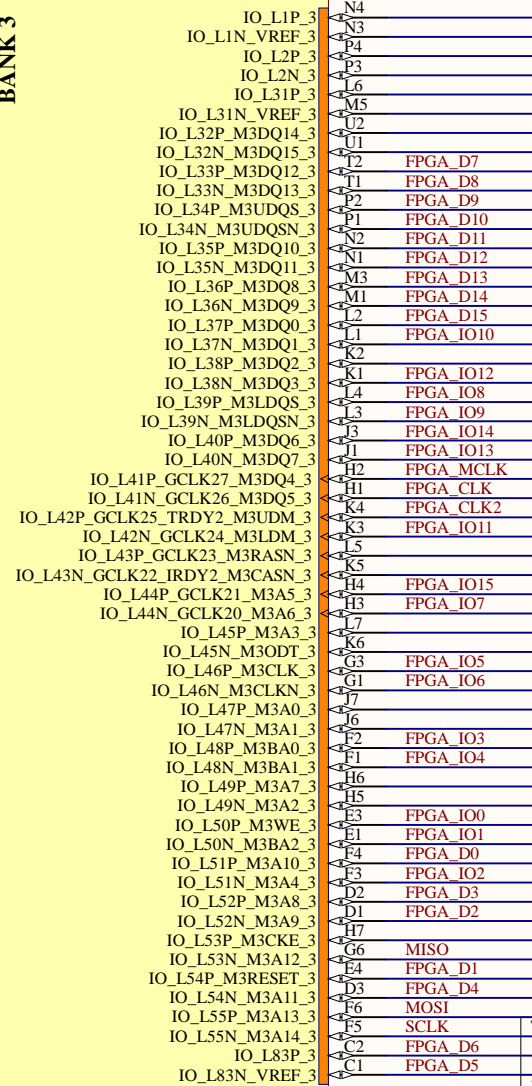 BANK 3
IO_L1P_3 N4
IO_L1N_VREF_3 N3
IO_L2P_3 P4
IO_L2N_3 P3
IO_L31P_3 L6
IO_L31N_VREF_3 M5
IO_L32P_M3DQ14_3 U2
IO_L32N_M3DQ15_3 U1
IO_L33P_M3DQ12_3 T2 FPGA_D7
IO_L33N_M3DQ13_3 T1 FPGA_D8
IO_L34P_M3UDQS_3 P2 FPGA_D9
IO_L34N_M3UDQSN_3 P1 FPGA_D10
IO_L35P_M3DQ10_3 N2 FPGA_D11
IO_L35N_M3DQ11_3 N1 FPGA_D12
IO_L36P_M3DQ8_3 M3 FPGA_D13
IO_L36N_M3DQ9_3 M1 FPGA_D14
IO_L37P_M3DQ0_3 L2 FPGA_D15
IO_L37N_M3DQ1_3 L1 FPGA_IO10
IO_L38P_M3DQ2_3 K2
IO_L38N_M3DQ3_3 K1 FPGA_IO12
IO_L39P_M3LDQS_3 L4 FPGA_IO8
IO_L39N_M3LDQSN_3 L3 FPGA_IO9
IO_L40P_M3DQ6_3 J3 FPGA_IO14
IO_L40N_M3DQ7_3 J1 FPGA_IO13
IO_L41P_GCLK27_M3DQ4_3 H2 FPGA_MCLK
IO_L41N_GCLK26_M3DQ5_3 H1 FPGA_CLK
IO_L42P_GCLK25_TRDY2_M3UDM_3 K4 FPGA_CLK2
IO_L42N_GCLK24_M3LDM_3 K3 FPGA_IO11
IO_L43P_GCLK23_M3RASN_3 L5
IO_L43N_GCLK22_IRDY2_M3CASN_3 K5
IO_L44P_GCLK21_M3A5_3 H4 FPGA_IO15
IO_L44N_GCLK20_M3A6_3 H3 FPGA_IO7
IO_L45P_M3A3_3 L7
IO_L45N_M3ODT_3 K6
IO_L46P_M3CLK_3 G3 FPGA_IO5
IO_L46N_M3CLKN_3 G1 FPGA_IO6
IO_L47P_M3A0_3 J7
IO_L47N_M3A1_3 J6
IO_L48P_M3BA0_3 F2 FPGA_IO3
IO_L48N_M3BA1_3 F1 FPGA_IO4
IO_L49P_M3A7_3 H6
IO_L49N_M3A2_3 H5
IO_L50P_M3WE_3 E3 FPGA_IO0
IO_L50N_M3BA2_3 E1 FPGA_IO1
IO_L51P_M3A10_3 F4 FPGA_D0
IO_L51N_M3A4_3 F3 FPGA_IO2
IO_L52P_M3A8_3 D2 FPGA_D3
IO_L52N_M3A9_3 D1 FPGA_D2
IO_L53P_M3CKE_3 H7
IO_L53N_M3A12_3 G6 MISO
IO_L54P_M3RESET_3 E4 FPGA_D1
IO_L54N_M3A11_3 D3 FPGA_D4
IO_L55P_M3A13_3 F6 MOSI
IO_L55N_M3A14_3 F5 SCLK
IO_L83P_3 C2 FPGA_D6
IO_L83N_VREF_3 C1 FPGA_D5